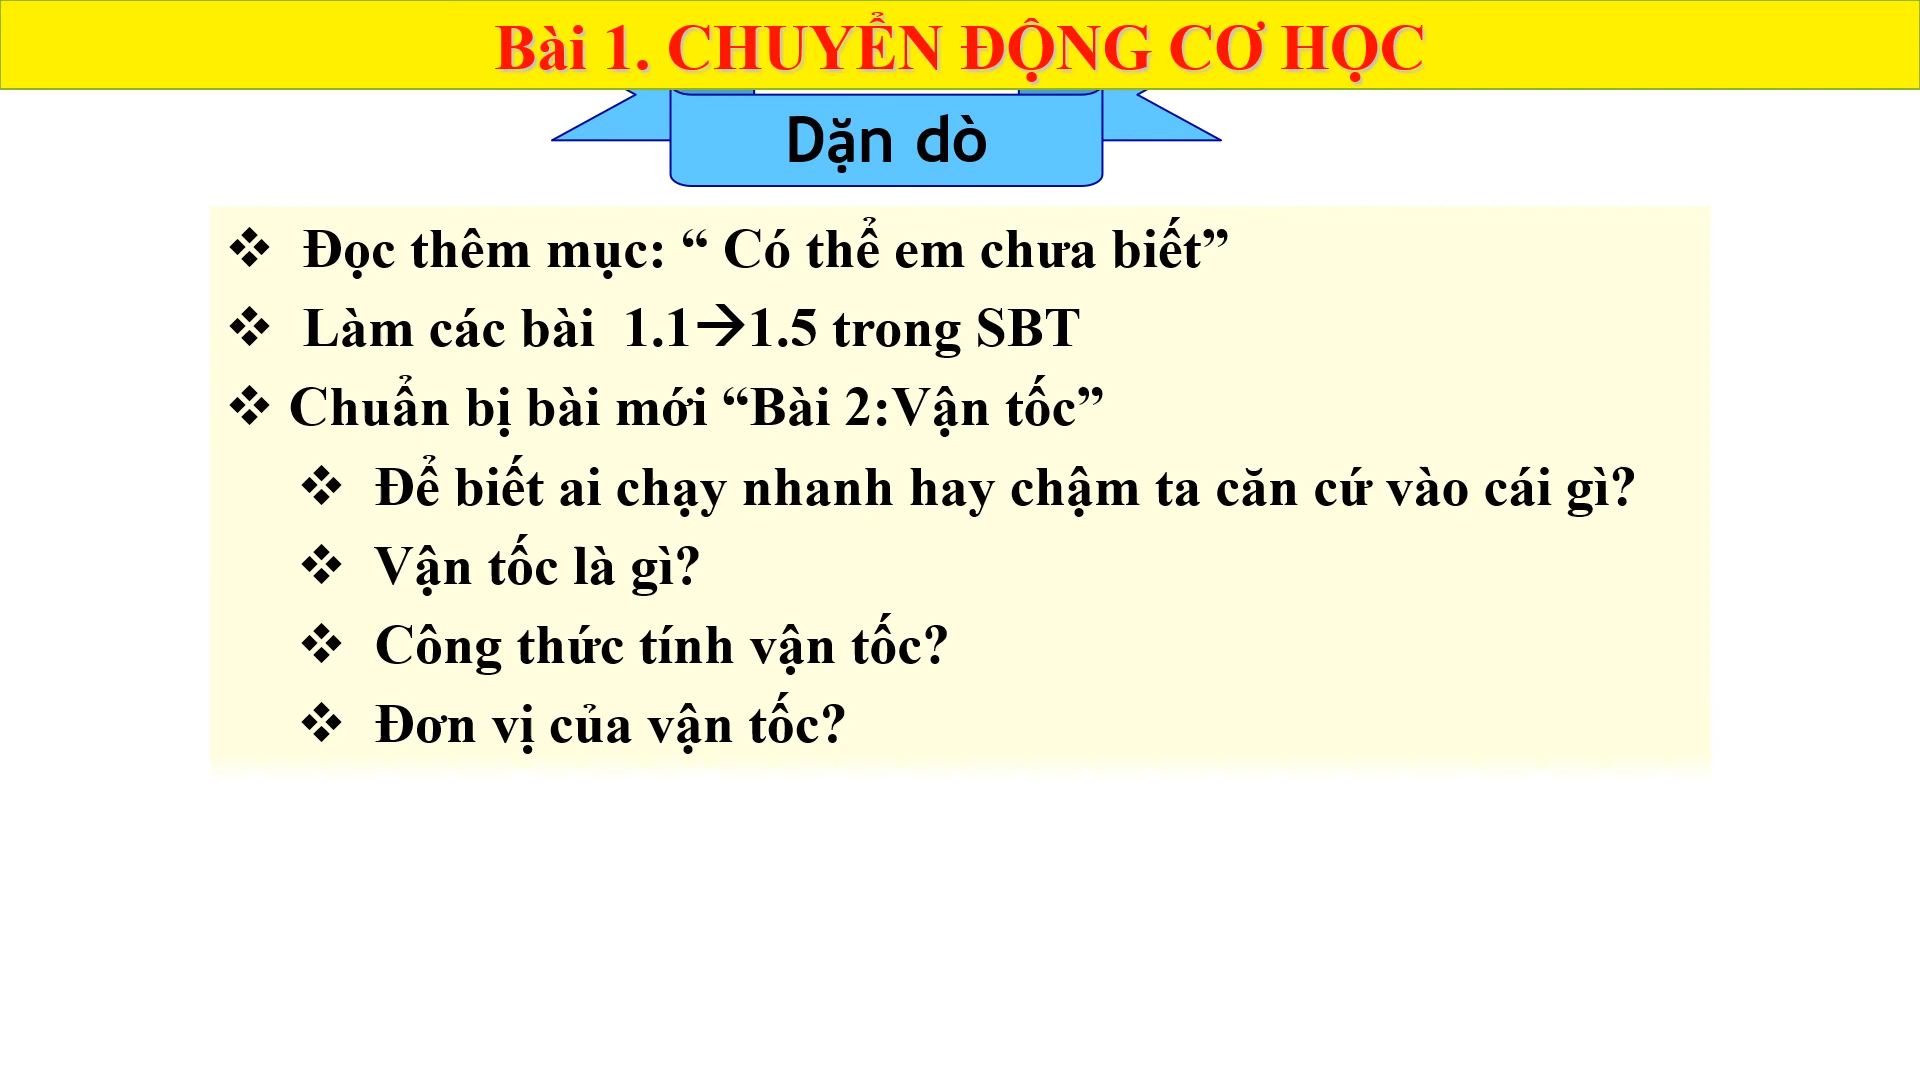 Bài 1. CHUYỂN ĐỘNG CƠ HỌC
Dặn dò
❖ Đọc thêm mục: “ Có thể em chưa biết”
❖ Làm các bài  1.1→1.5 trong SBT
❖ Chuẩn bị bài mới “Bài 2:Vận tốc”
❖ Để biết ai chạy nhanh hay chậm ta căn cứ vào cái gì?
❖ Vận tốc là gì?
❖ Công thức tính vận tốc?
❖ Đơn vị của vận tốc?